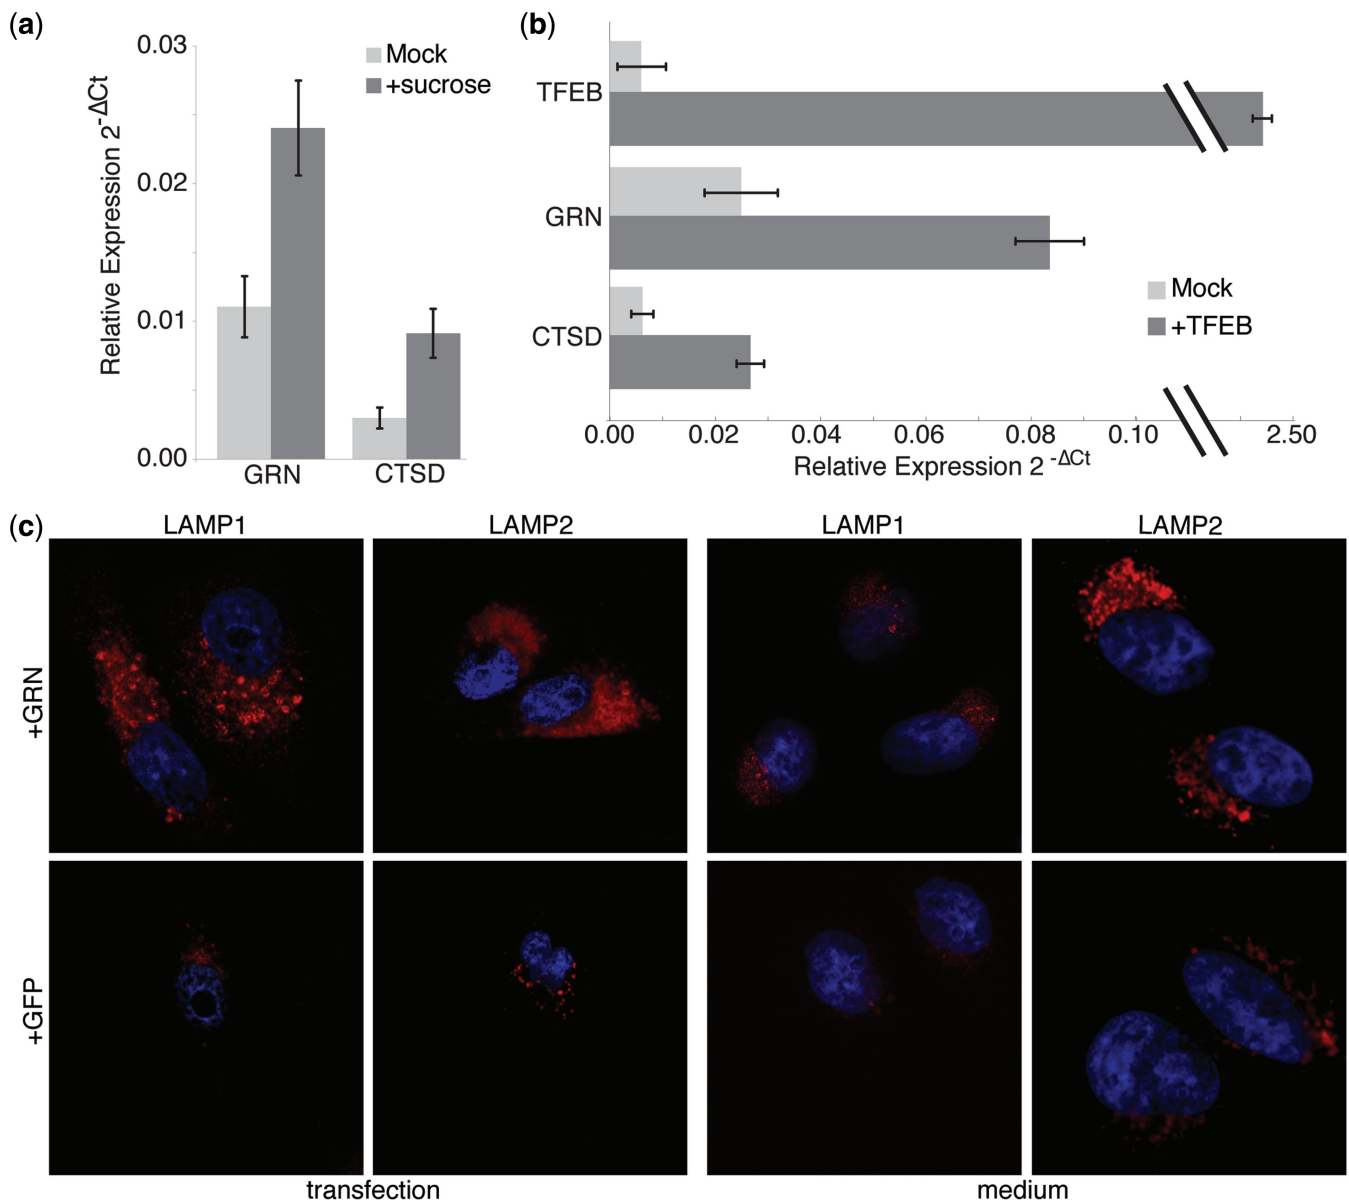 (a)
0.03
0.02
0.01
0.00
Relative Expression 2^-ΔCt
Mock
+sucrose
GRN
CTSD
(b)
TFEB
GRN
CTSD
Mock
+TFEB
0.00 0.02 0.04 0.06 0.08 0.10 2.50
Relative Expression 2^-ΔCt
(c)
LAMP1 LAMP2 LAMP1 LAMP2
+GRN
+GFP
transfection medium